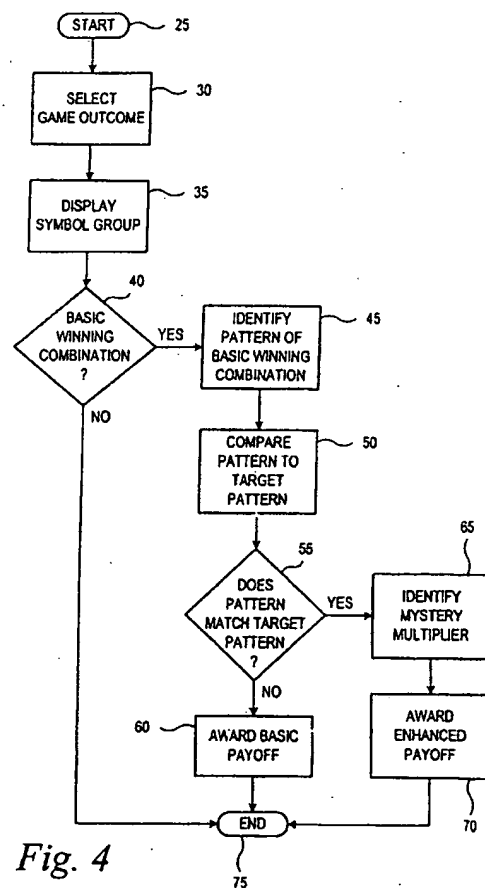 START
25
SELECT
GAME OUTCOME
30
DISPLAY
SYMBOL GROUP
35
BASIC
WINNING
COMBINATION
?
40
YES
NO
IDENTIFY
PATTERN OF
BASIC WINNING
COMBINATION
45
COMPARE
PATTERN TO
TARGET
PATTERN
50
DOES
PATTERN
MATCH TARGET
PATTERN
?
55
YES
NO
IDENTIFY
MYSTERY
MULTIPLIER
65
60
AWARD BASIC
PAYOFF
AWARD
ENHANCED
PAYOFF
70
END
75
Fig. 4